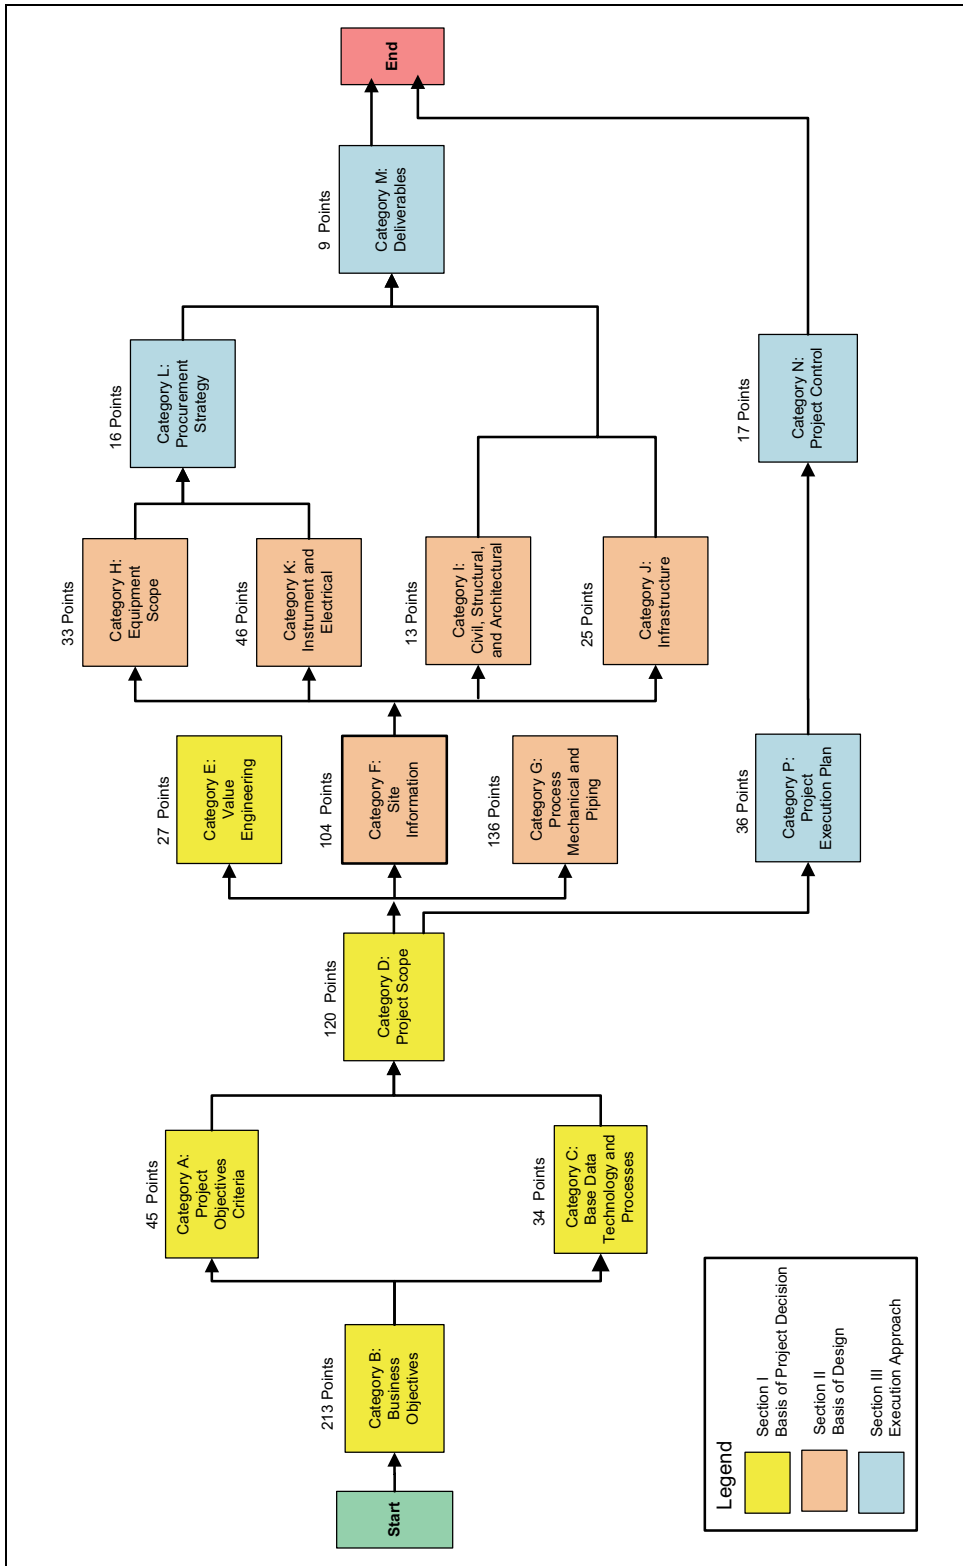 Start
213 Points
Category B:
Business
Objectives
45  Points
Category A:
Project
Objectives
Criteria
34  Points
Category C:
Base Data
Technology and
Processes
120  Points
Category D:
Project Scope
27  Points
Category E:
Value
Engineering
104  Points
Category F:
Site
Information
136 Points
Category G:
Process
Mechanical and
Piping
36 Points
Category P:
Project
Execution Plan
33 Points
Category H:
Equipment
Scope
46 Points
Category K:
Instrument and
Electrical
13 Points
Category I:
Civil, Structural,
and Architectural
25 Points
Category J:
Infrastructure
16 Points
Category L:
Procurement
Strategy
17 Points
Category N:
Project Control
9  Points
Category M:
Deliverables
End
Legend
Section I
Basis of Project Decision
Section II
Basis of Design
Section III
Execution Approach